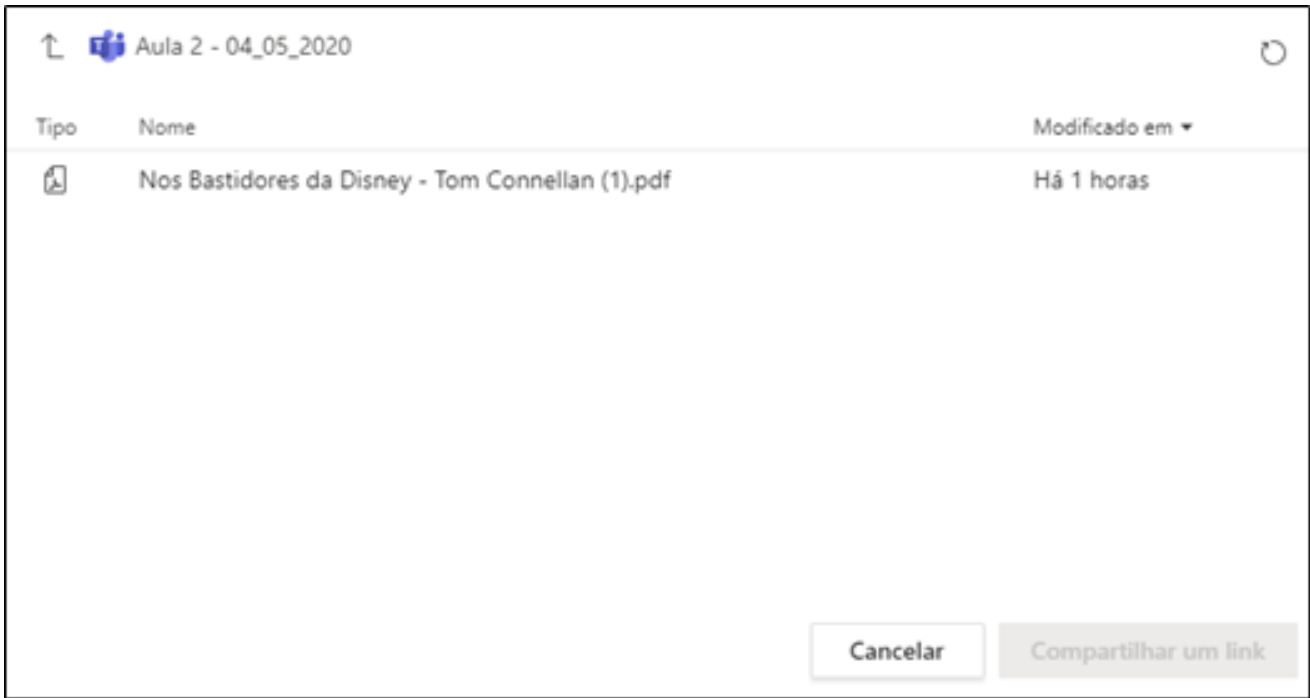 Aula 2 - 04_05_2020
Tipo Nome Modificado em
Nos Bastidores da Disney - Tom Connellan (1).pdf Há 1 horas
Cancelar Compartilhar um link